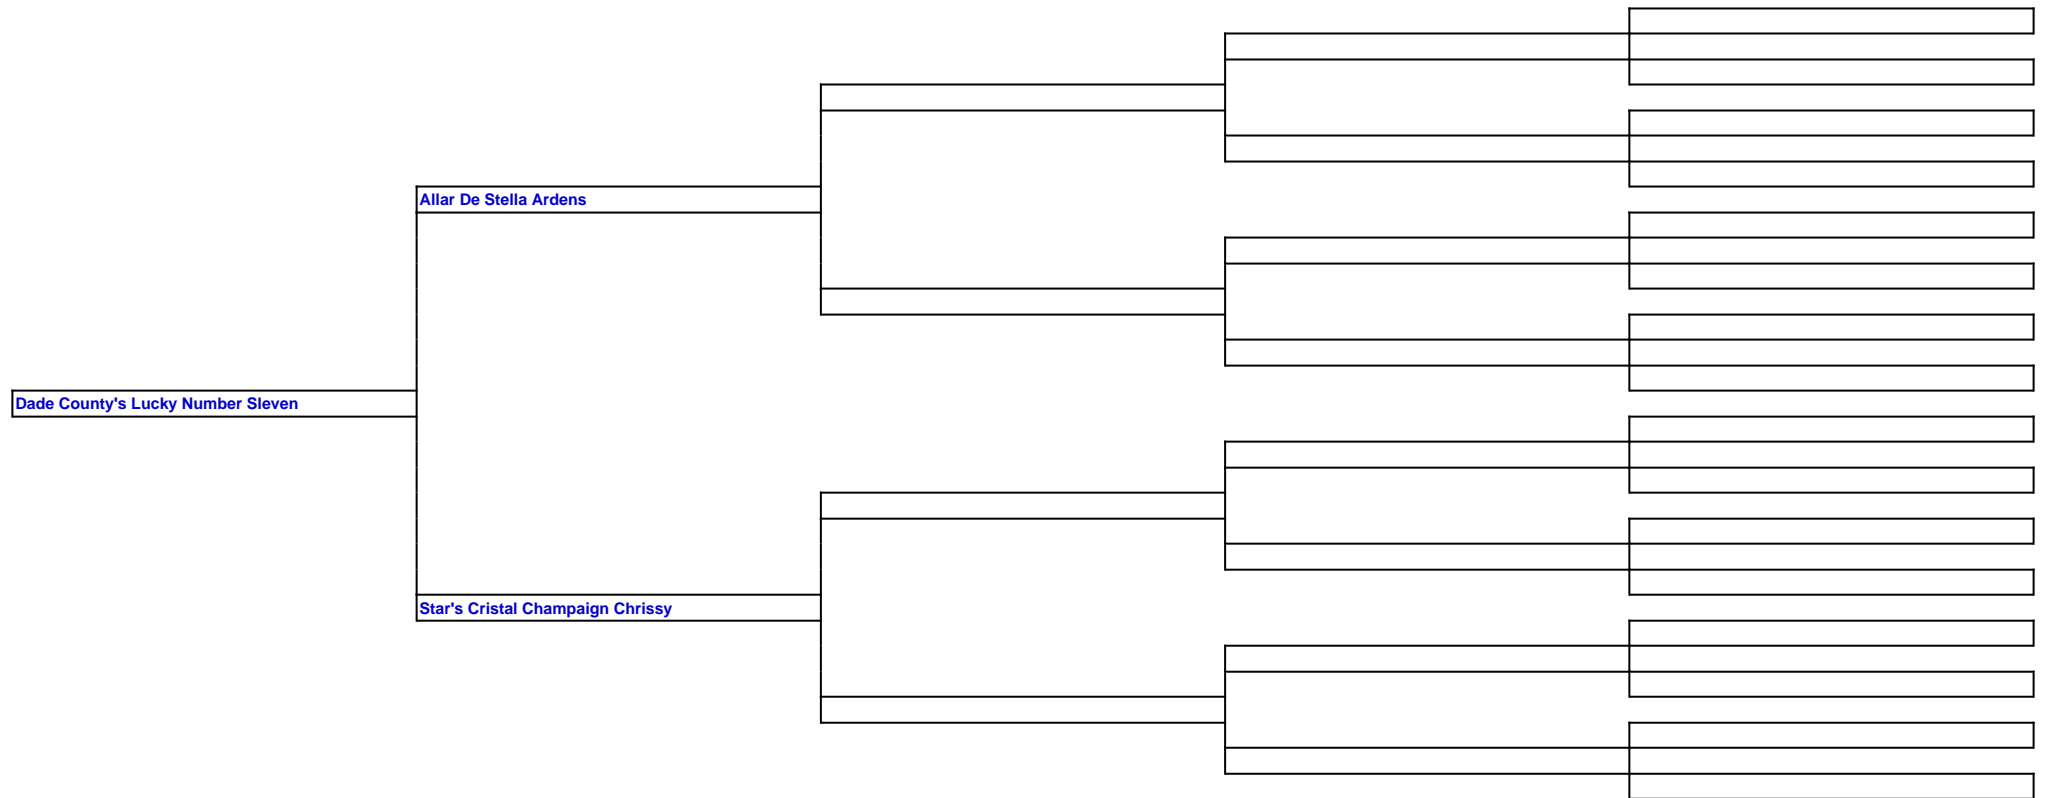 Allar De Stella Ardens
Dade County's Lucky Number Sleven
Star's Cristal Champaign Chrissy